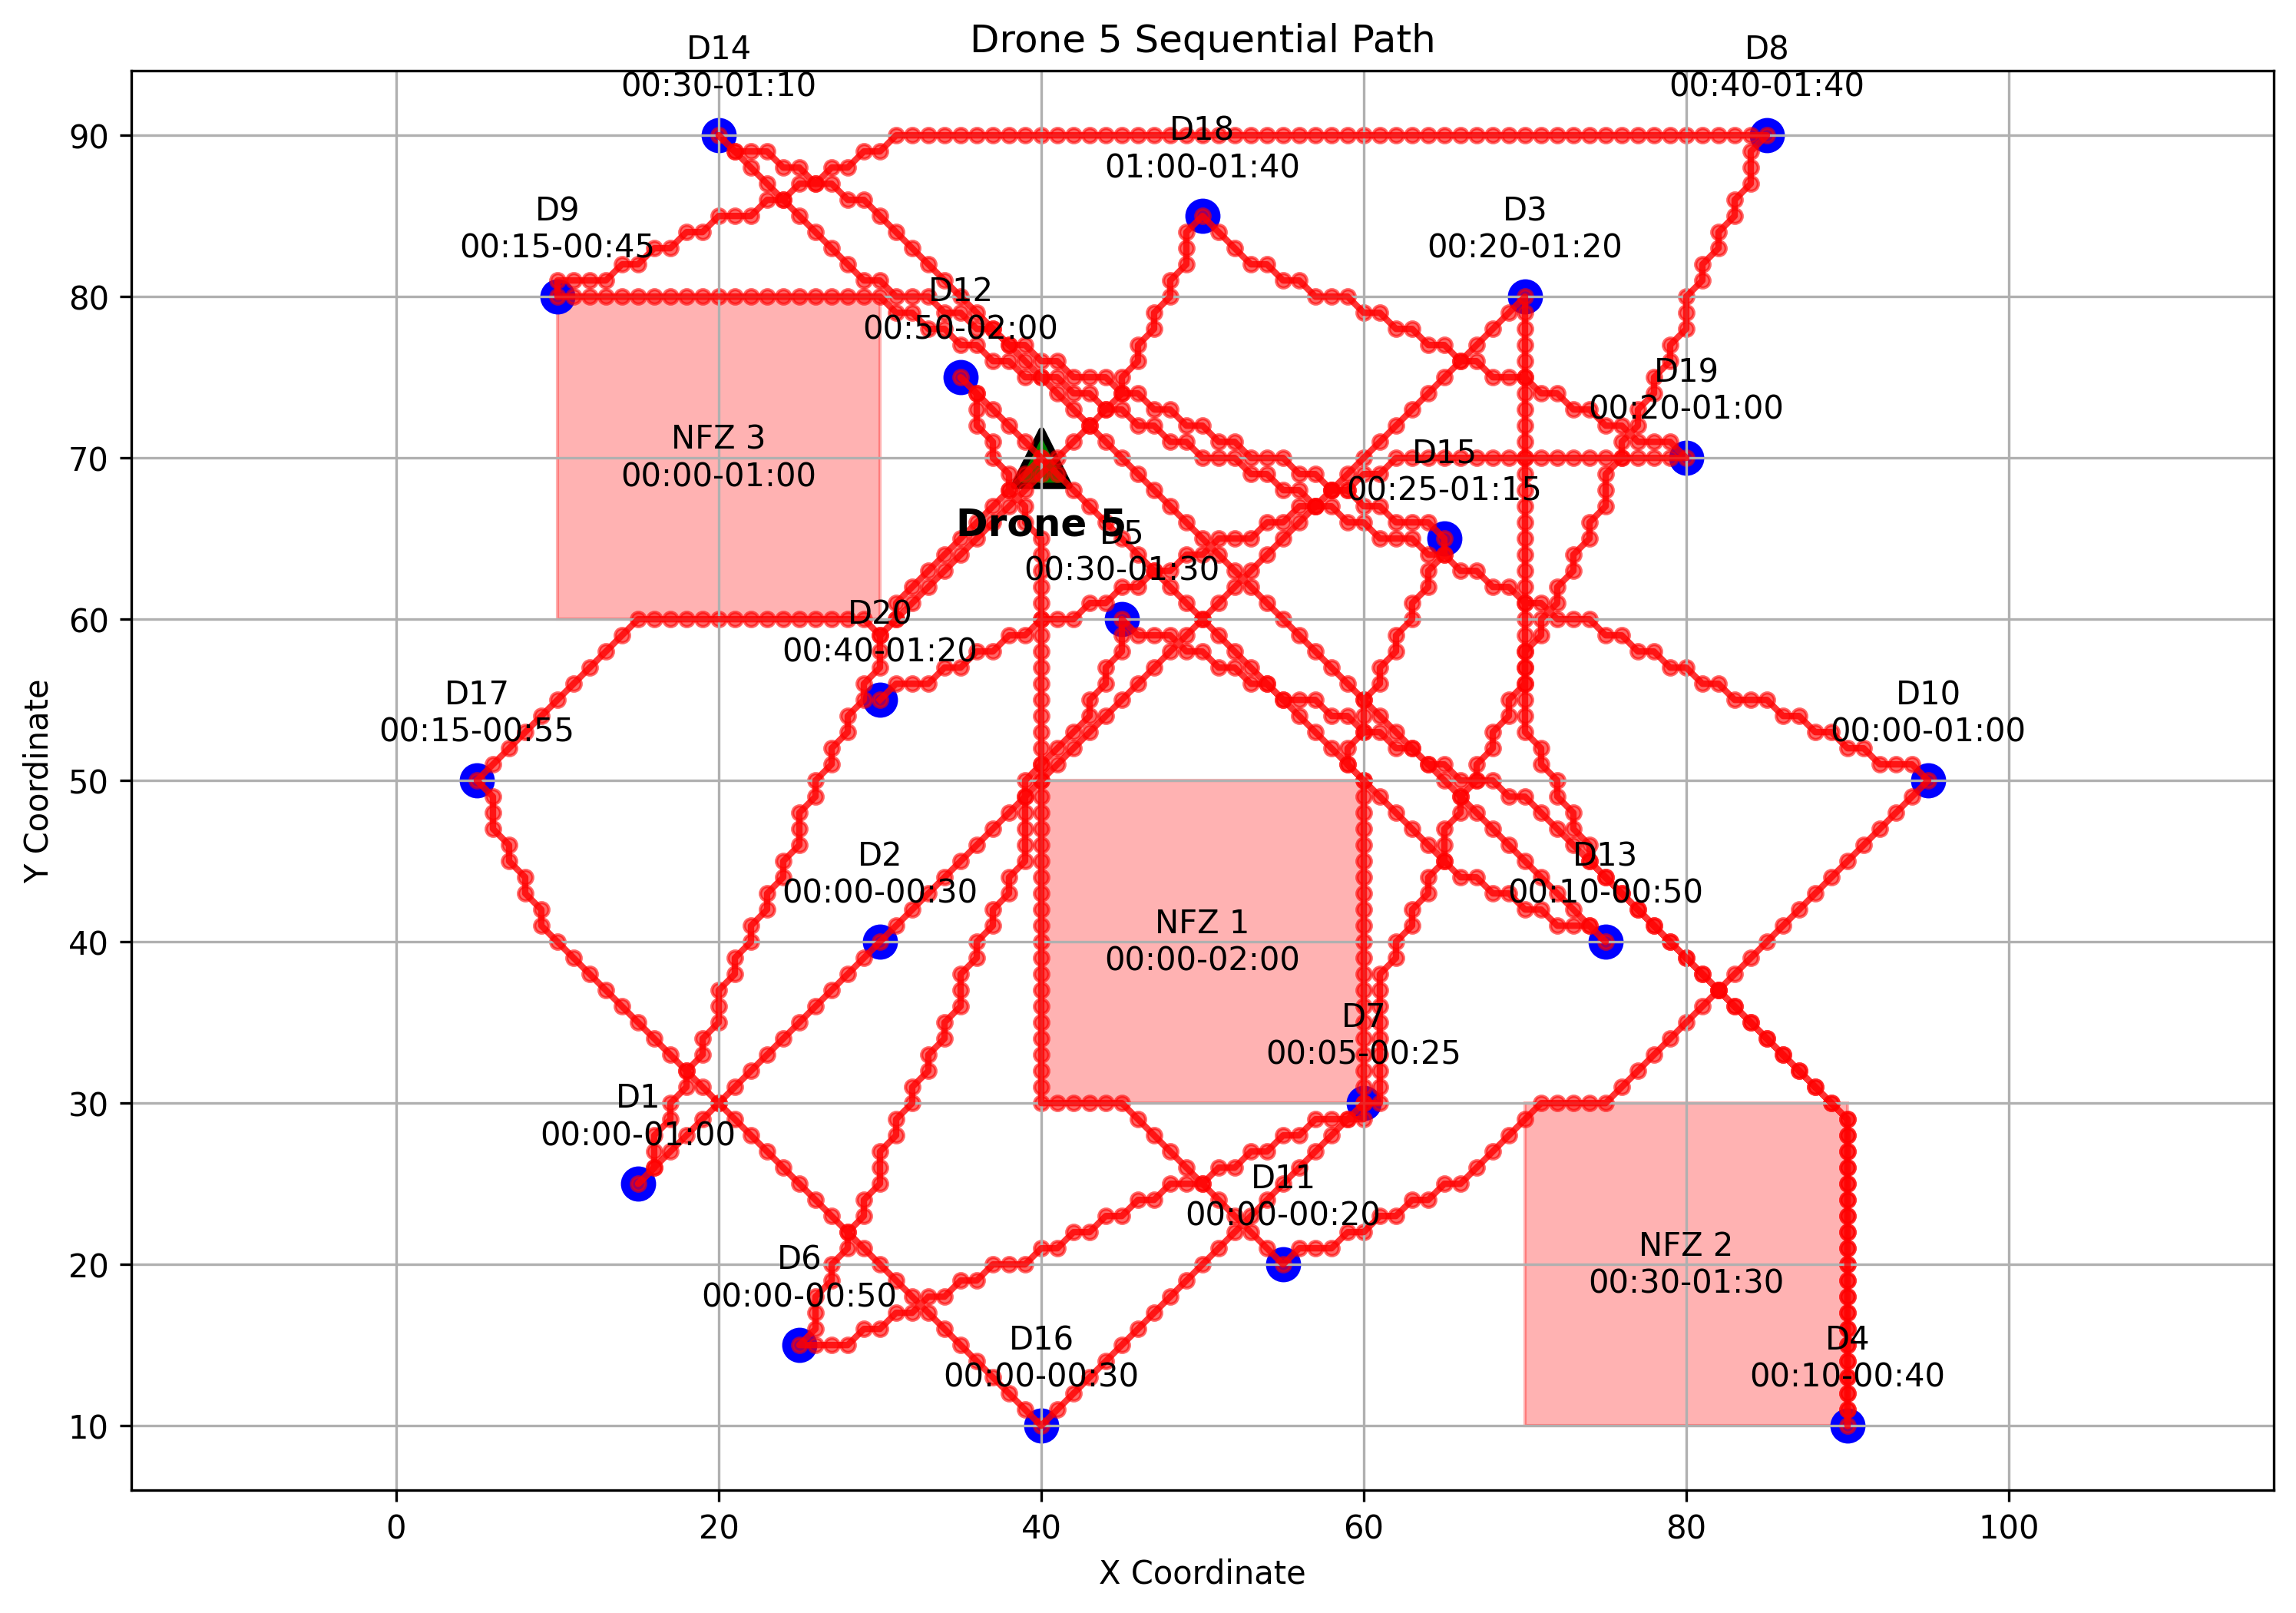 Drone 5 Sequential Path
D14
00:30-01:10
D8
00:40-01:40
D18
01:00-01:40
D9
00:15-00:45
D3
00:20-01:20
D12
00:50-02:00
D19
00:20-01:00
NFZ 3
00:00-01:00
D15
00:25-01:15
Drone 5
D5
00:30-01:30
D20
00:40-01:20
D17
00:15-00:55
D10
00:00-01:00
D2
00:00-00:30
D13
00:10-00:50
NFZ 1
00:00-02:00
D7
00:05-00:25
D1
00:00-01:00
D11
00:00-00:20
NFZ 2
00:30-01:30
D6
00:00-00:50
D16
00:00-00:30
D4
00:10-00:40
90
80
70
60
50
40
30
20
10
Y Coordinate
0
20
40
60
80
100
X Coordinate